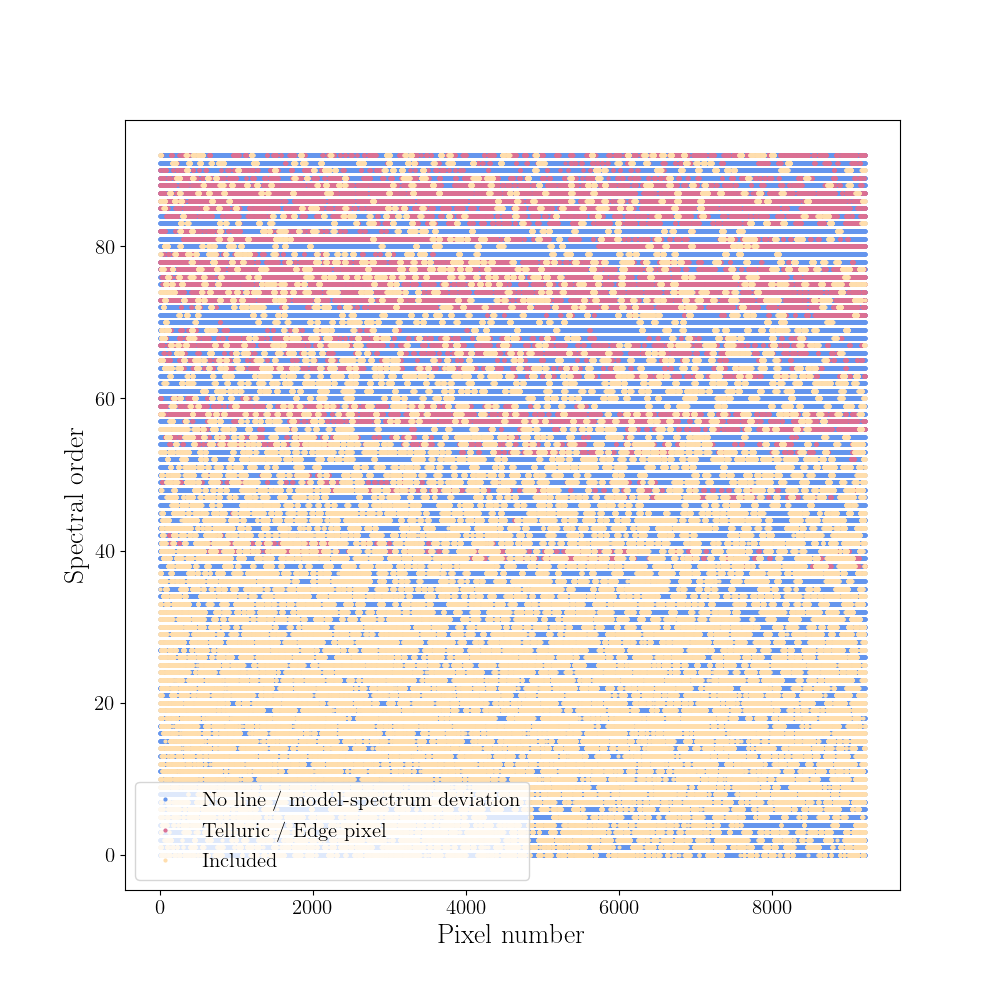 80
60
40
20
0
Spectral order
No line / model-spectrum deviation
Telluric / Edge pixel
Included
0 2000 4000 6000 8000
Pixel number